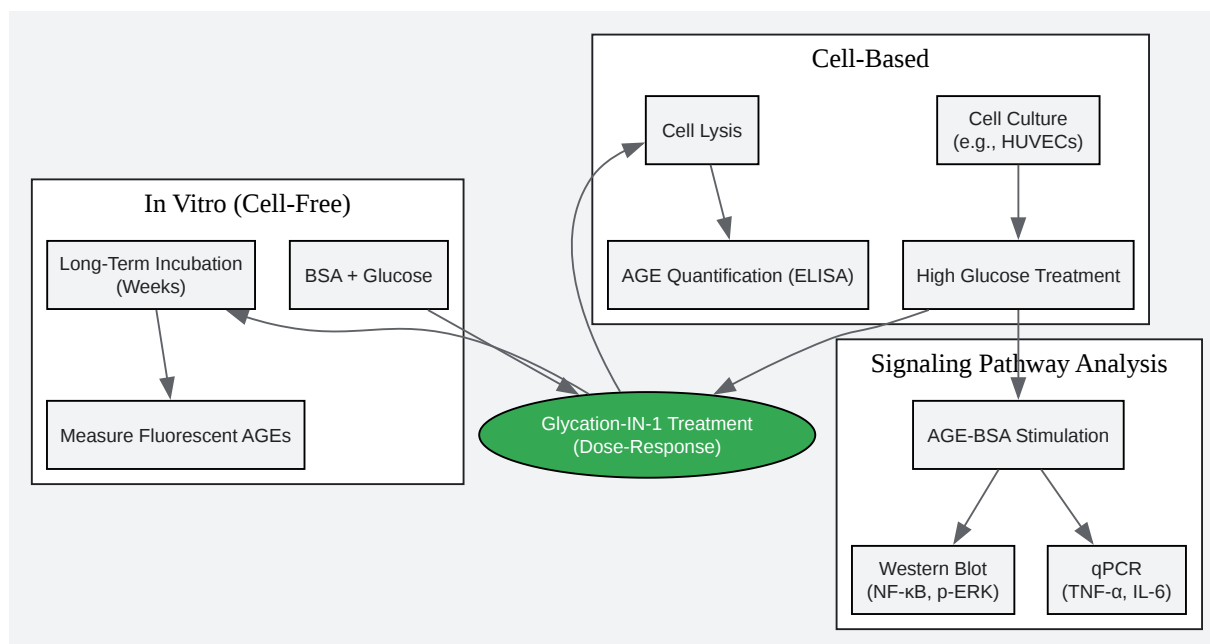 Cell-Based
Cell Lysis
Cell Culture
(e.g., HUVECs)
AGE Quantification (ELISA)
High Glucose Treatment
In Vitro (Cell-Free)
Long-Term Incubation
(Weeks)
BSA + Glucose
Measure Fluorescent AGEs
Glycation-IN-1 Treatment
(Dose-Response)
Signaling Pathway Analysis
AGE-BSA Stimulation
Western Blot
(NF-κB, p-ERK)
qPCR
(TNF-α, IL-6)